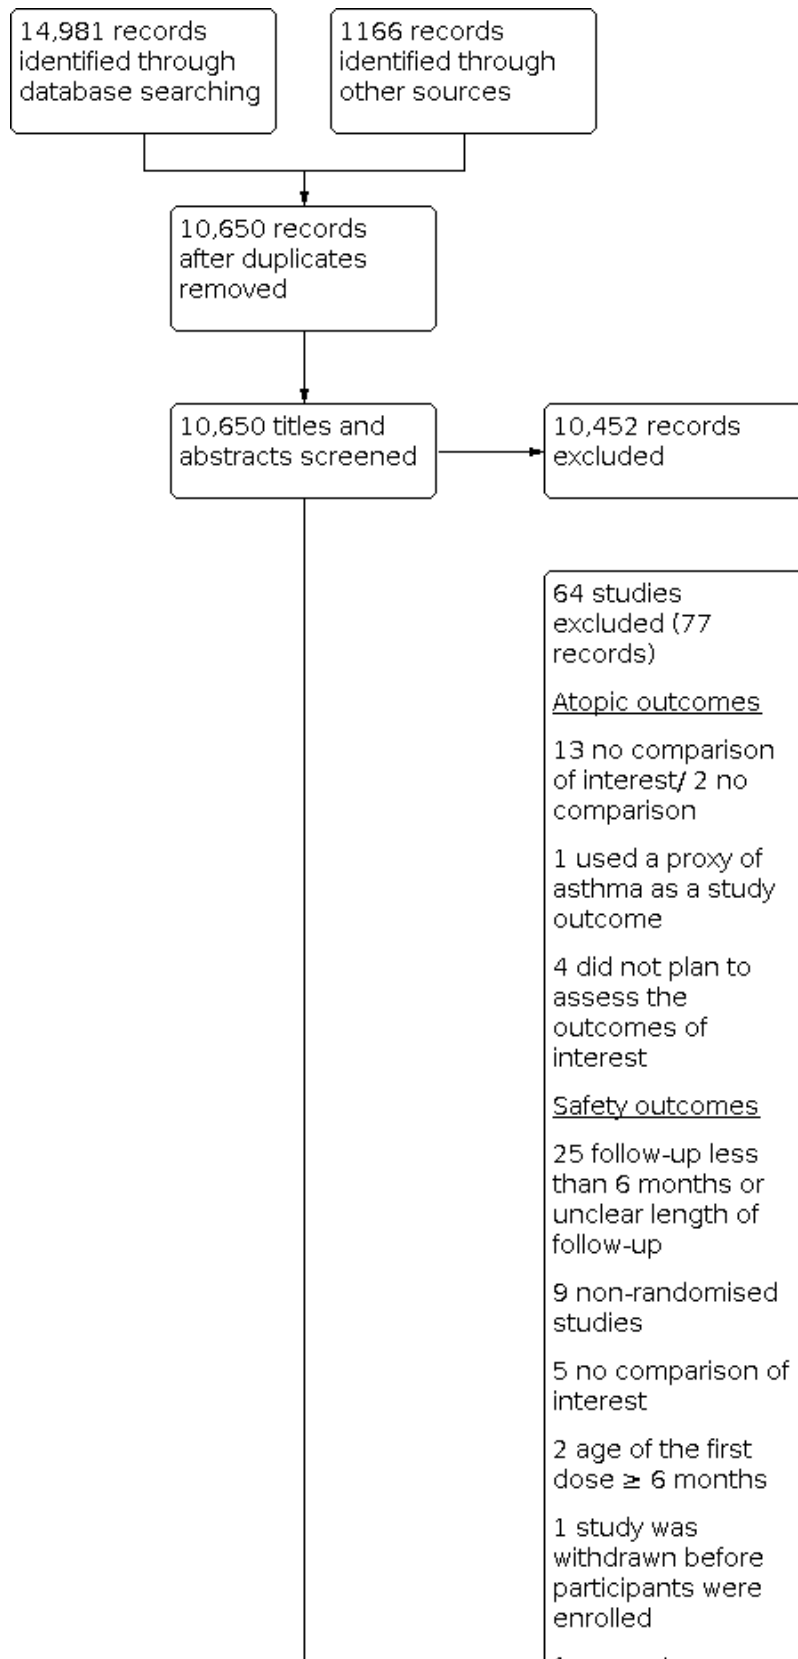 14,981 records
identified through
database searching
1166 records
identified through
other sources
10,650 records
after duplicates
removed
10,650 titles and
abstracts screened
10,452 records
excluded
64 studies
excluded (77
records)
Atopic outcomes
13 no comparison
of interest/ 2 no
comparison
1 used a proxy of
asthma as a study
outcome
4 did not plan to
assess the
outcomes of
interest
Safety outcomes
25 follow-up less
than 6 months or
unclear length of
follow-up
9 non-randomised
studies
5 no comparison of
interest
2 age of the first
dose ≥ 6 months
1 study was
withdrawn before
participants were
enrolled